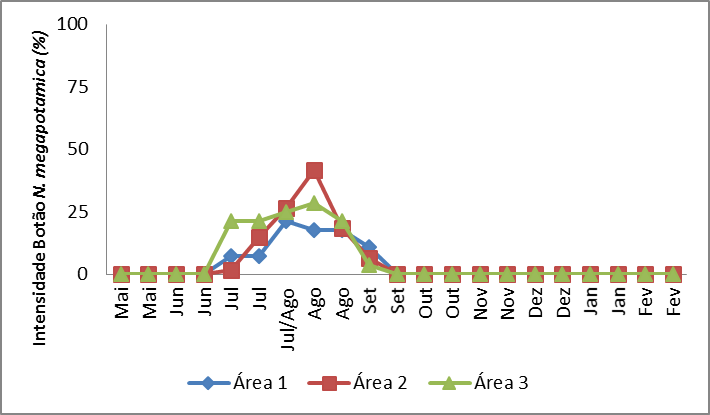 Intensidade Botão N. megapotamica (%)
100
75
50
25
0
Mai
Mai
Jun
Jun
Jul
Jul
Jul/Ago
Ago
Ago
Set
Set
Out
Out
Nov
Nov
Dez
Dez
Jan
Jan
Fev
Fev
Área 1
Área 2
Área 3